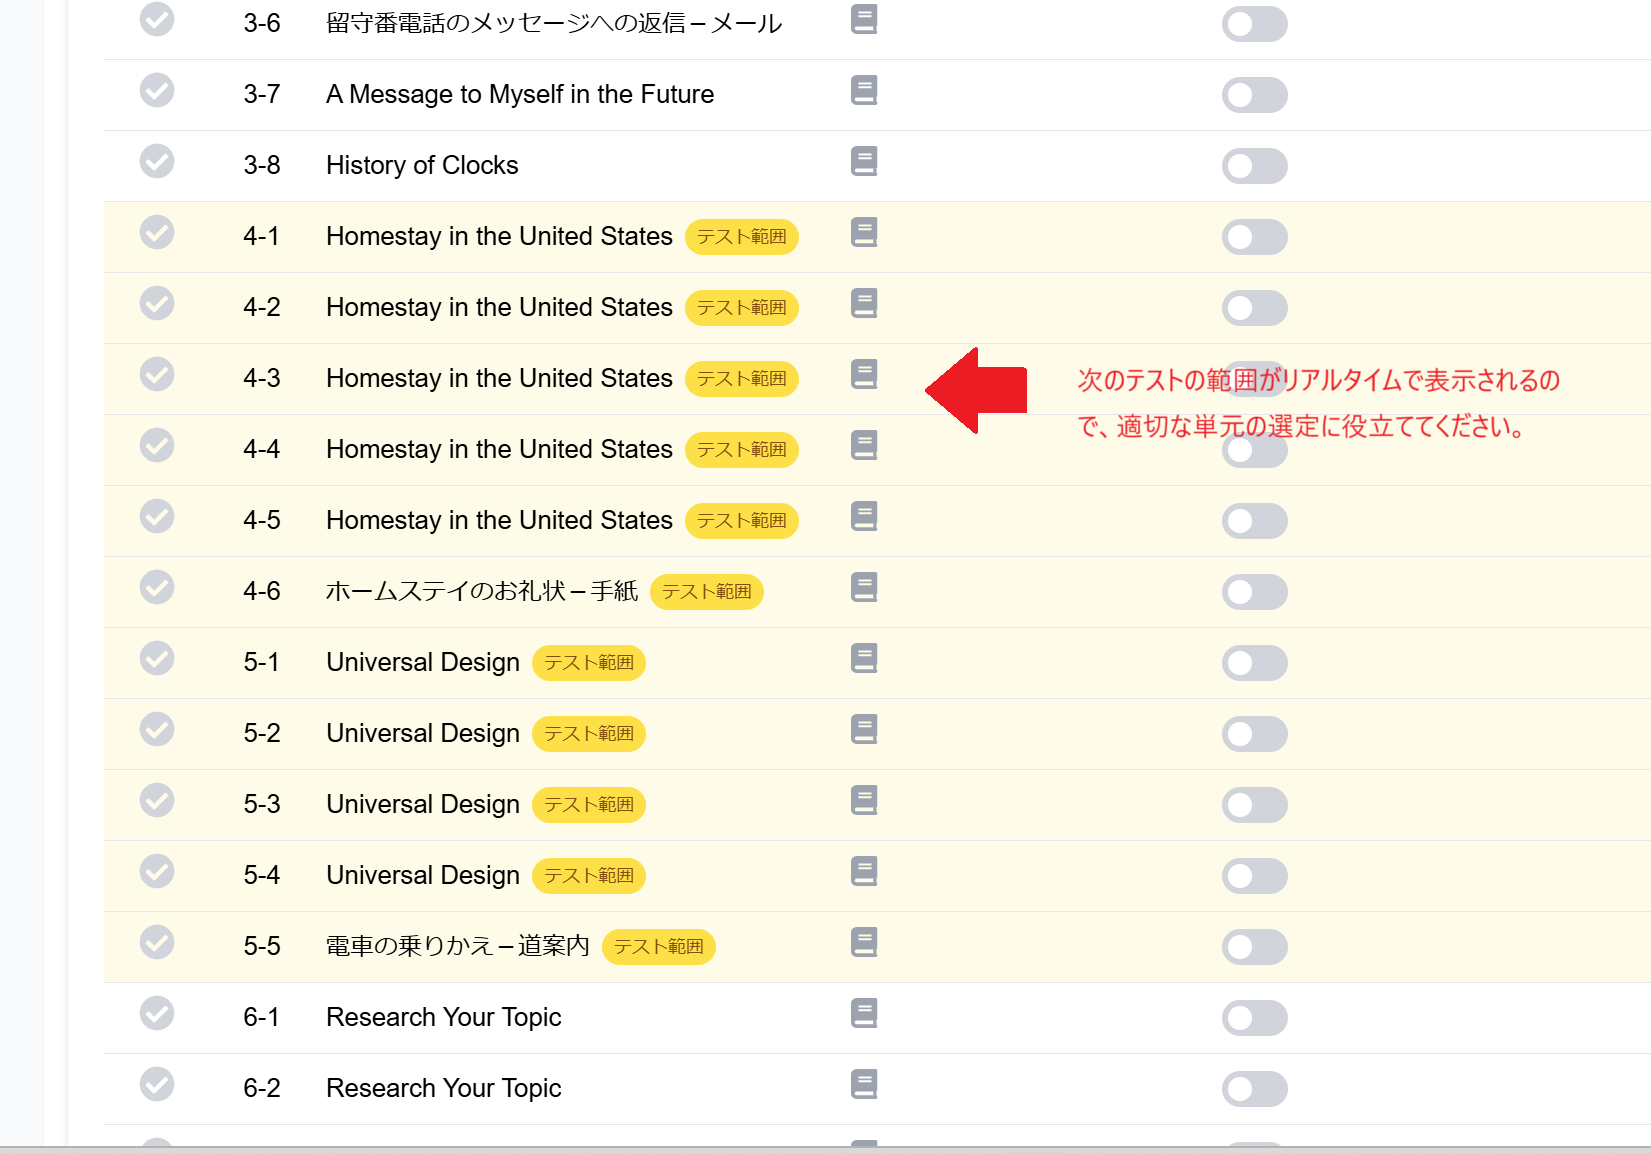 3-6 留守番電話のメッセージへの返信 – メール
3-7 A Message to Myself in the Future
3-8 History of Clocks
4-1 Homestay in the United States テスト範囲
4-2 Homestay in the United States テスト範囲
4-3 Homestay in the United States テスト範囲
次のテストの範囲がリアルタイムで表示されるの
で、適切な単元の選定に役立ててください。
4-4 Homestay in the United States テスト範囲
4-5 Homestay in the United States テスト範囲
4-6 ホームステイのお礼状 – 手紙 テスト範囲
5-1 Universal Design テスト範囲
5-2 Universal Design テスト範囲
5-3 Universal Design テスト範囲
5-4 Universal Design テスト範囲
5-5 電車の乗りかえ – 道案内 テスト範囲
6-1 Research Your Topic
6-2 Research Your Topic